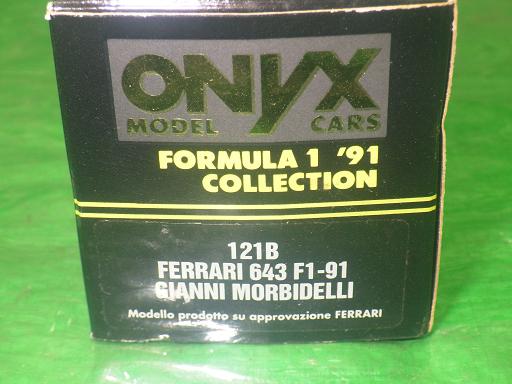 ONYX
MODEL CARS
FORMULA 1 '91
COLLECTION
121B
FERRARI 643 F1-91
GIANNI MORBIDELLI
Modello prodotto su approvazione FERRARI